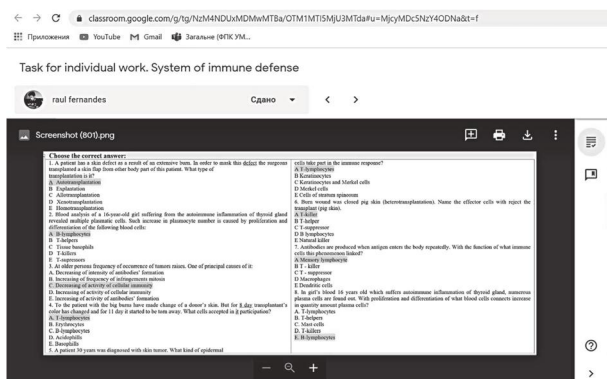 classroom.google.com/g/tg/NzM4NDUxMDMwMTBa/OTM1MTI5MjU3MTda#u=MjcyMDc5NzY4ODNa&t=f
Приложения YouTube Gmail Загальне (ФПК УМ...
Task for individual work. System of immune defense
raul fernandes Сдано
Screenshot (801).png
Choose the correct answer:
1. A patient has a skin defect as a result of an extensive burn. In order to mask this defect the surgeon
transplanted a skin flap from other body part of this patient. What type of
transplantation is it?
A Autotransplantation
B Explantation
C Allotransplantation
D Xenotransplantation
E Homotransplantation
2. Blood analysis of a 16-year-old girl suffering from the autoimmune inflammation of thyroid gland
revealed multiple plasmatic cells. Such increase in plasmocyte number is caused by proliferation and
differentiation of the following blood cells:
A B-lymphocytes
B T-helpers
C Tissue basophils
D T-killers
E T-supressors
3. At older persons frequency of occurrence of tumors raises. One of principal causes of it:
A. Decreasing of intensity of antibodies' formation
B. Increasing of frequency of infringements mitosis
C. Decreasing of activity of cellular immunity
D. Increasing of activity of cellular immunity
E. Increasing of activity of antibodies' formation
4. To the patient with the big burns have made change of a donor's skin. But for 8 day transplant's
color has changed and for 11 day it started to be torn away. What cells accepted in it participation?
A. T-lymphocytes
B. Erythrocytes
C. B-lymphocytes
D. Acidophils
E. Basophils
5. A patient 30 years was diagnosed with skin tumor. What kind of epidermal
cells take part in the immune response?
A T-lymphocytes
B Keratinocytes
C Keratinocytes and Merkel cells
D Merkel cells
E Cells of stratum spinosum
6. Burn wound was closed pig skin (heterotransplantation). Name the effector cells with reject the
transplant (pig skin).
A T-killer
B T-helper
C T-suppressor
D B lymphocytes
E Natural killer
7. Antibodies are produced when antigen enters the body repeatedly. With the function of what immune
cells this phenomenon linked?
A Memory lymphocyte
B T - killer
C T - suppressor
D Macrophages
E Dendritic cells
8. In girl's blood 16 years old which suffers autoimmune inflammation of thyroid gland, numerous
plasma cells are found out. With proliferation and differentiations of what blood cells connects increase
in quantity amount plasma cells?
A. T-lymphocytes
B. T-helpers
C. Mast cells
D. T-killers
E. B-lymphocytes